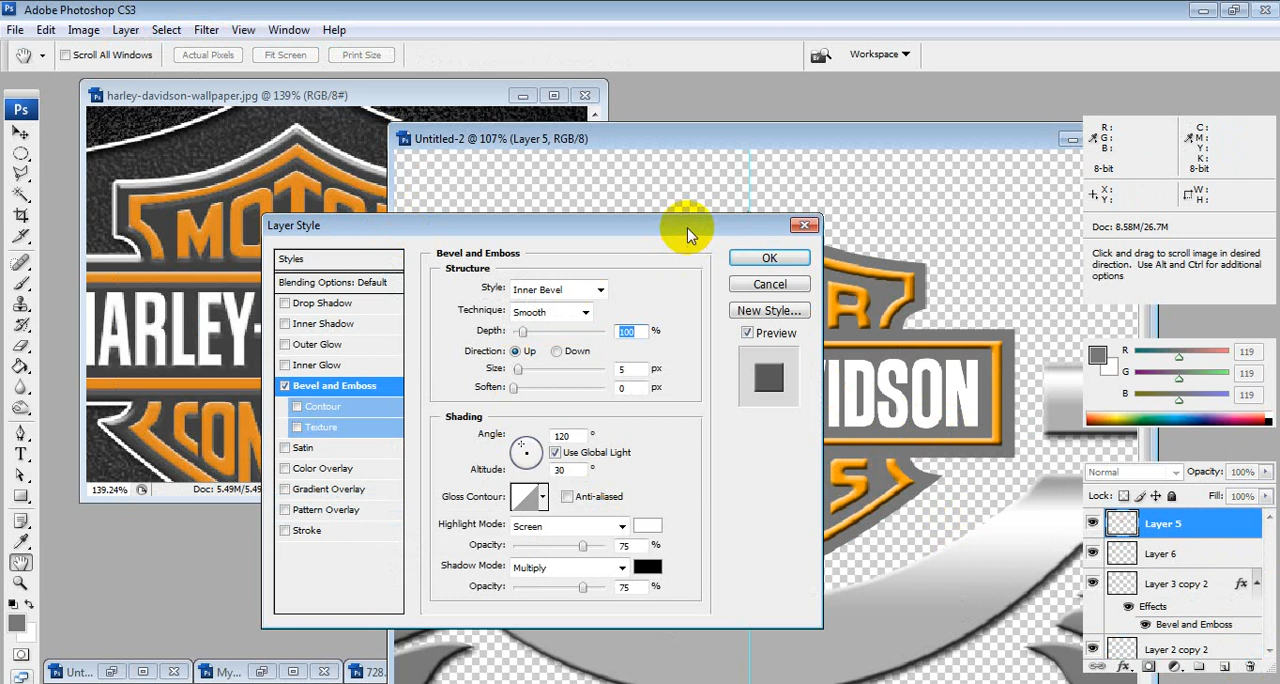 Adobe Photoshop CS3
File Edit Image Layer Select Filter View Window Help
Scroll All Windows Actual Pixels Fit Screen Print Size Workspace
Ps
harley-davidson-wallpaper.jpg @ 139% (RGB/8#)
Untitled-2 @ 107% (Layer 5, RGB/8)
MOTO
HARLEY-
139.24% Doc: 5.49M/5.49
R
VIDSON
S
Layer Style
Styles
Blending Options: Default
Drop Shadow
Inner Shadow
Outer Glow
Inner Glow
Bevel and Emboss
Contour
Texture
Satin
Color Overlay
Gradient Overlay
Pattern Overlay
Stroke
Bevel and Emboss
Structure
Style: Inner Bevel
Technique: Smooth
Depth: 100 %
Direction: Up Down
Size: 5 px
Soften: 0 px
Shading
Angle: 120 °
Use Global Light
Altitude: 30 °
Gloss Contour: Anti-aliased
Highlight Mode: Screen
Opacity: 75 %
Shadow Mode: Multiply
Opacity: 75 %
OK
Cancel
New Style...
Preview
R: C:
G: M:
B: Y:
K:
8-bit 8-bit
X: W:
Y: H:
Doc: 8.58M/26.7M
Click and drag to scroll image in desired
direction. Use Alt and Ctrl for additional
options
R 119
G 119
B 119
Normal Opacity: 100%
Lock: Fill: 100%
Layer 5
Layer 6
Layer 3 copy 2 fx
Effects
Bevel and Emboss
Layer 2 copy 2
Unt... My... 728.